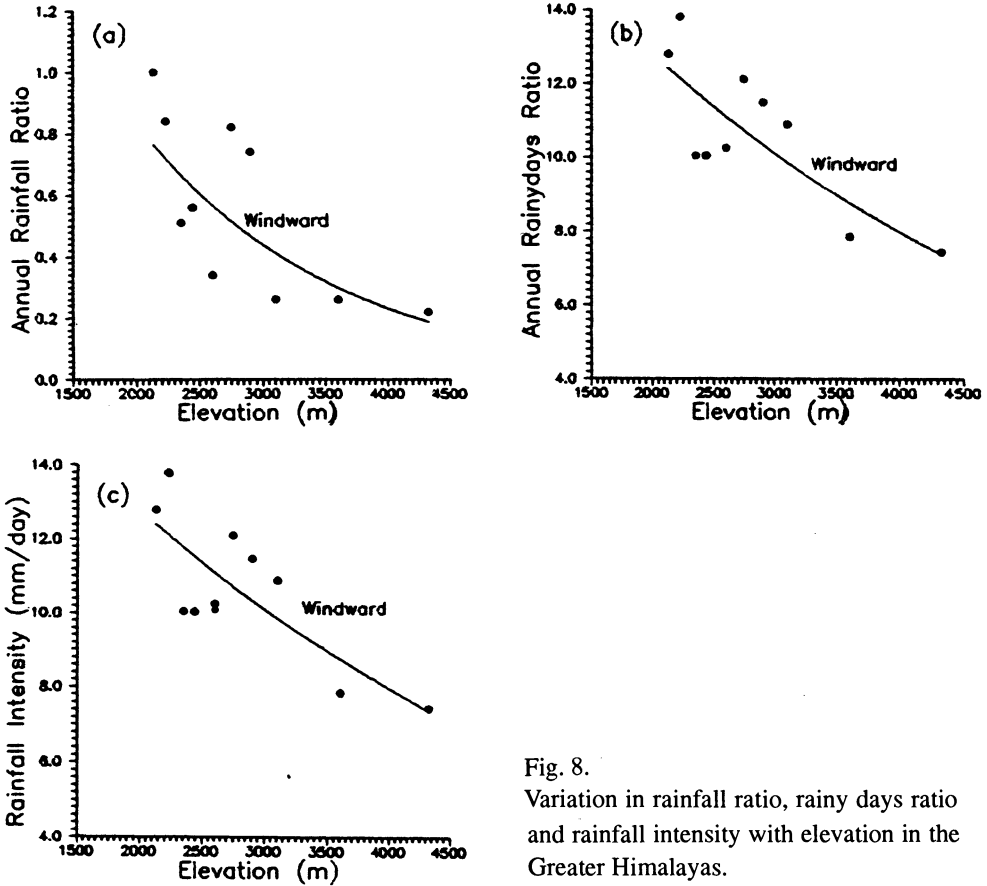 (a)
Annual Rainfall Ratio
1.2
1.0
0.8
0.6
0.4
0.2
0.0
Windward
1500 2000 2500 3000 3500 4000 4500
Elevation (m)
(b)
Annual Rainydays Ratio
14.0
12.0
10.0
8.0
6.0
4.0
Windward
1500 2000 2500 3000 3500 4000 4500
Elevation (m)
(c)
Rainfall Intensity (mm/day)
14.0
12.0
10.0
8.0
6.0
4.0
Windward
1500 2000 2500 3000 3500 4000 4500
Elevation (m)
Fig. 8.
Variation in rainfall ratio, rainy days ratio
and rainfall intensity with elevation in the
Greater Himalayas.